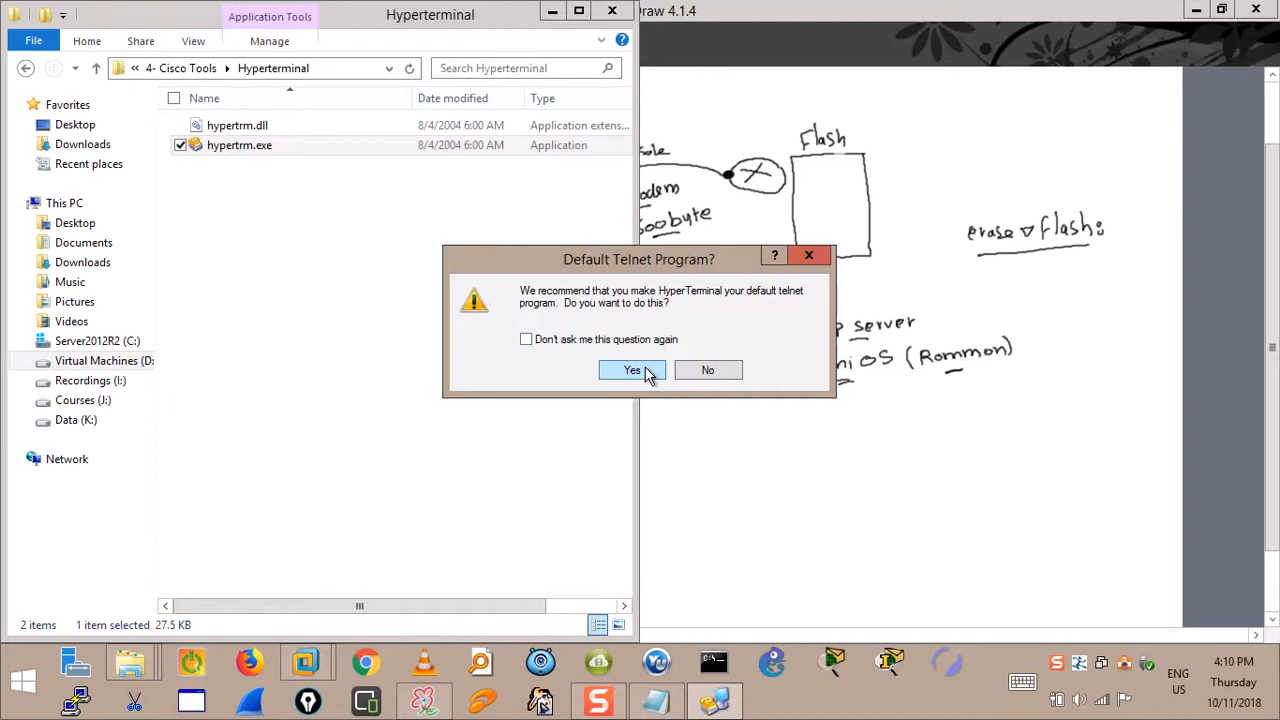 Application Tools
Hyperterminal
Draw 4.1.4
File
Home
Share
View
Manage
4- Cisco Tools
Hyperterminal
Search Hyperterminal
Name
Date modified
Type
Favorites
Desktop
Downloads
Recent places
This PC
Desktop
Documents
Downloads
Music
Pictures
Videos
Server2012R2 (C:)
Virtual Machines (D:
Recordings (I:)
Courses (J:)
Data (K:)
Network
hypertrm.dll
8/4/2004 6:00 AM
Application extens...
hypertrm.exe
8/4/2004 6:00 AM
Application
Flash
sole
odem
500byte
erase ▽ Flash:
server
ni OS (Rommon)
Default Telnet Program?
We recommend that you make HyperTerminal your default telnet
program. Do you want to do this?
Don't ask me this question again
Yes
No
2 items
1 item selected 27.5 KB
ENG
US
4:10 PM
Thursday
10/11/2018